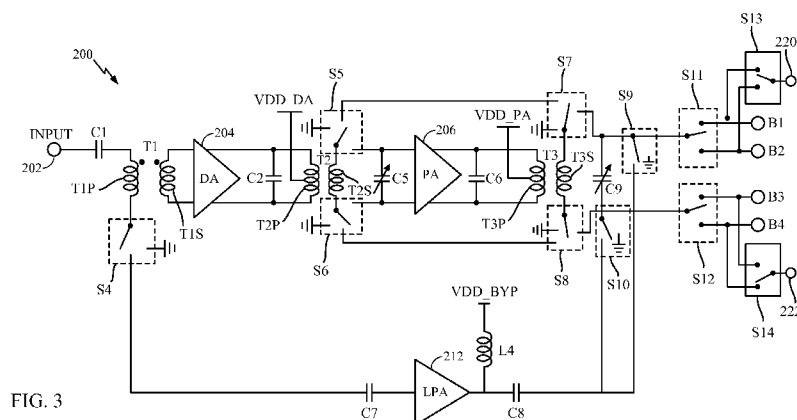 200
S13
220
S5
S7
S11
VDD_DA
S9
INPUT
C1
204
VDD_PA
206
B1
T1
T2
T3
B2
202
DA
C2
C5
PA
C6
T3S
C9
T1P
T2S
T1S
T2P
T3P
B3
B4
S4
S6
S8
S10
S12
222
VDD_BYP
S14
212
L4
FIG. 3
LPA
C7
C8